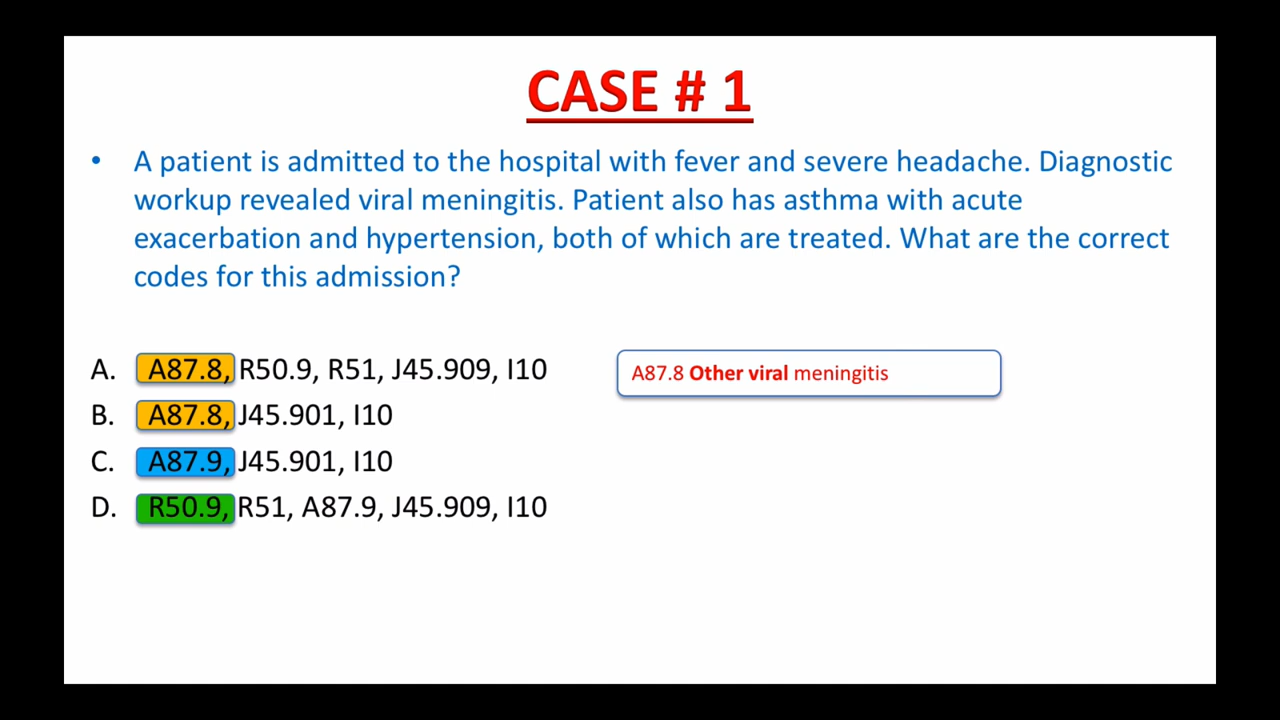 CASE # 1
• A patient is admitted to the hospital with fever and severe headache. Diagnostic
workup revealed viral meningitis. Patient also has asthma with acute
exacerbation and hypertension, both of which are treated. What are the correct
codes for this admission?
A. A87.8, R50.9, R51, J45.909, I10
A87.8 Other viral meningitis
B. A87.8, J45.901, I10
C. A87.9, J45.901, I10
D. R50.9, R51, A87.9, J45.909, I10